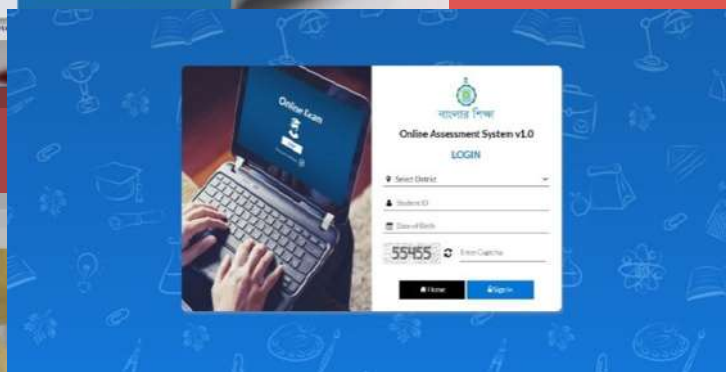 Online Exam
বাংলার শিক্ষা
Online Assessment System v1.0
LOGIN
Select District
Student ID
Date of Birth
55455
Enter Captcha
Home
Sign In